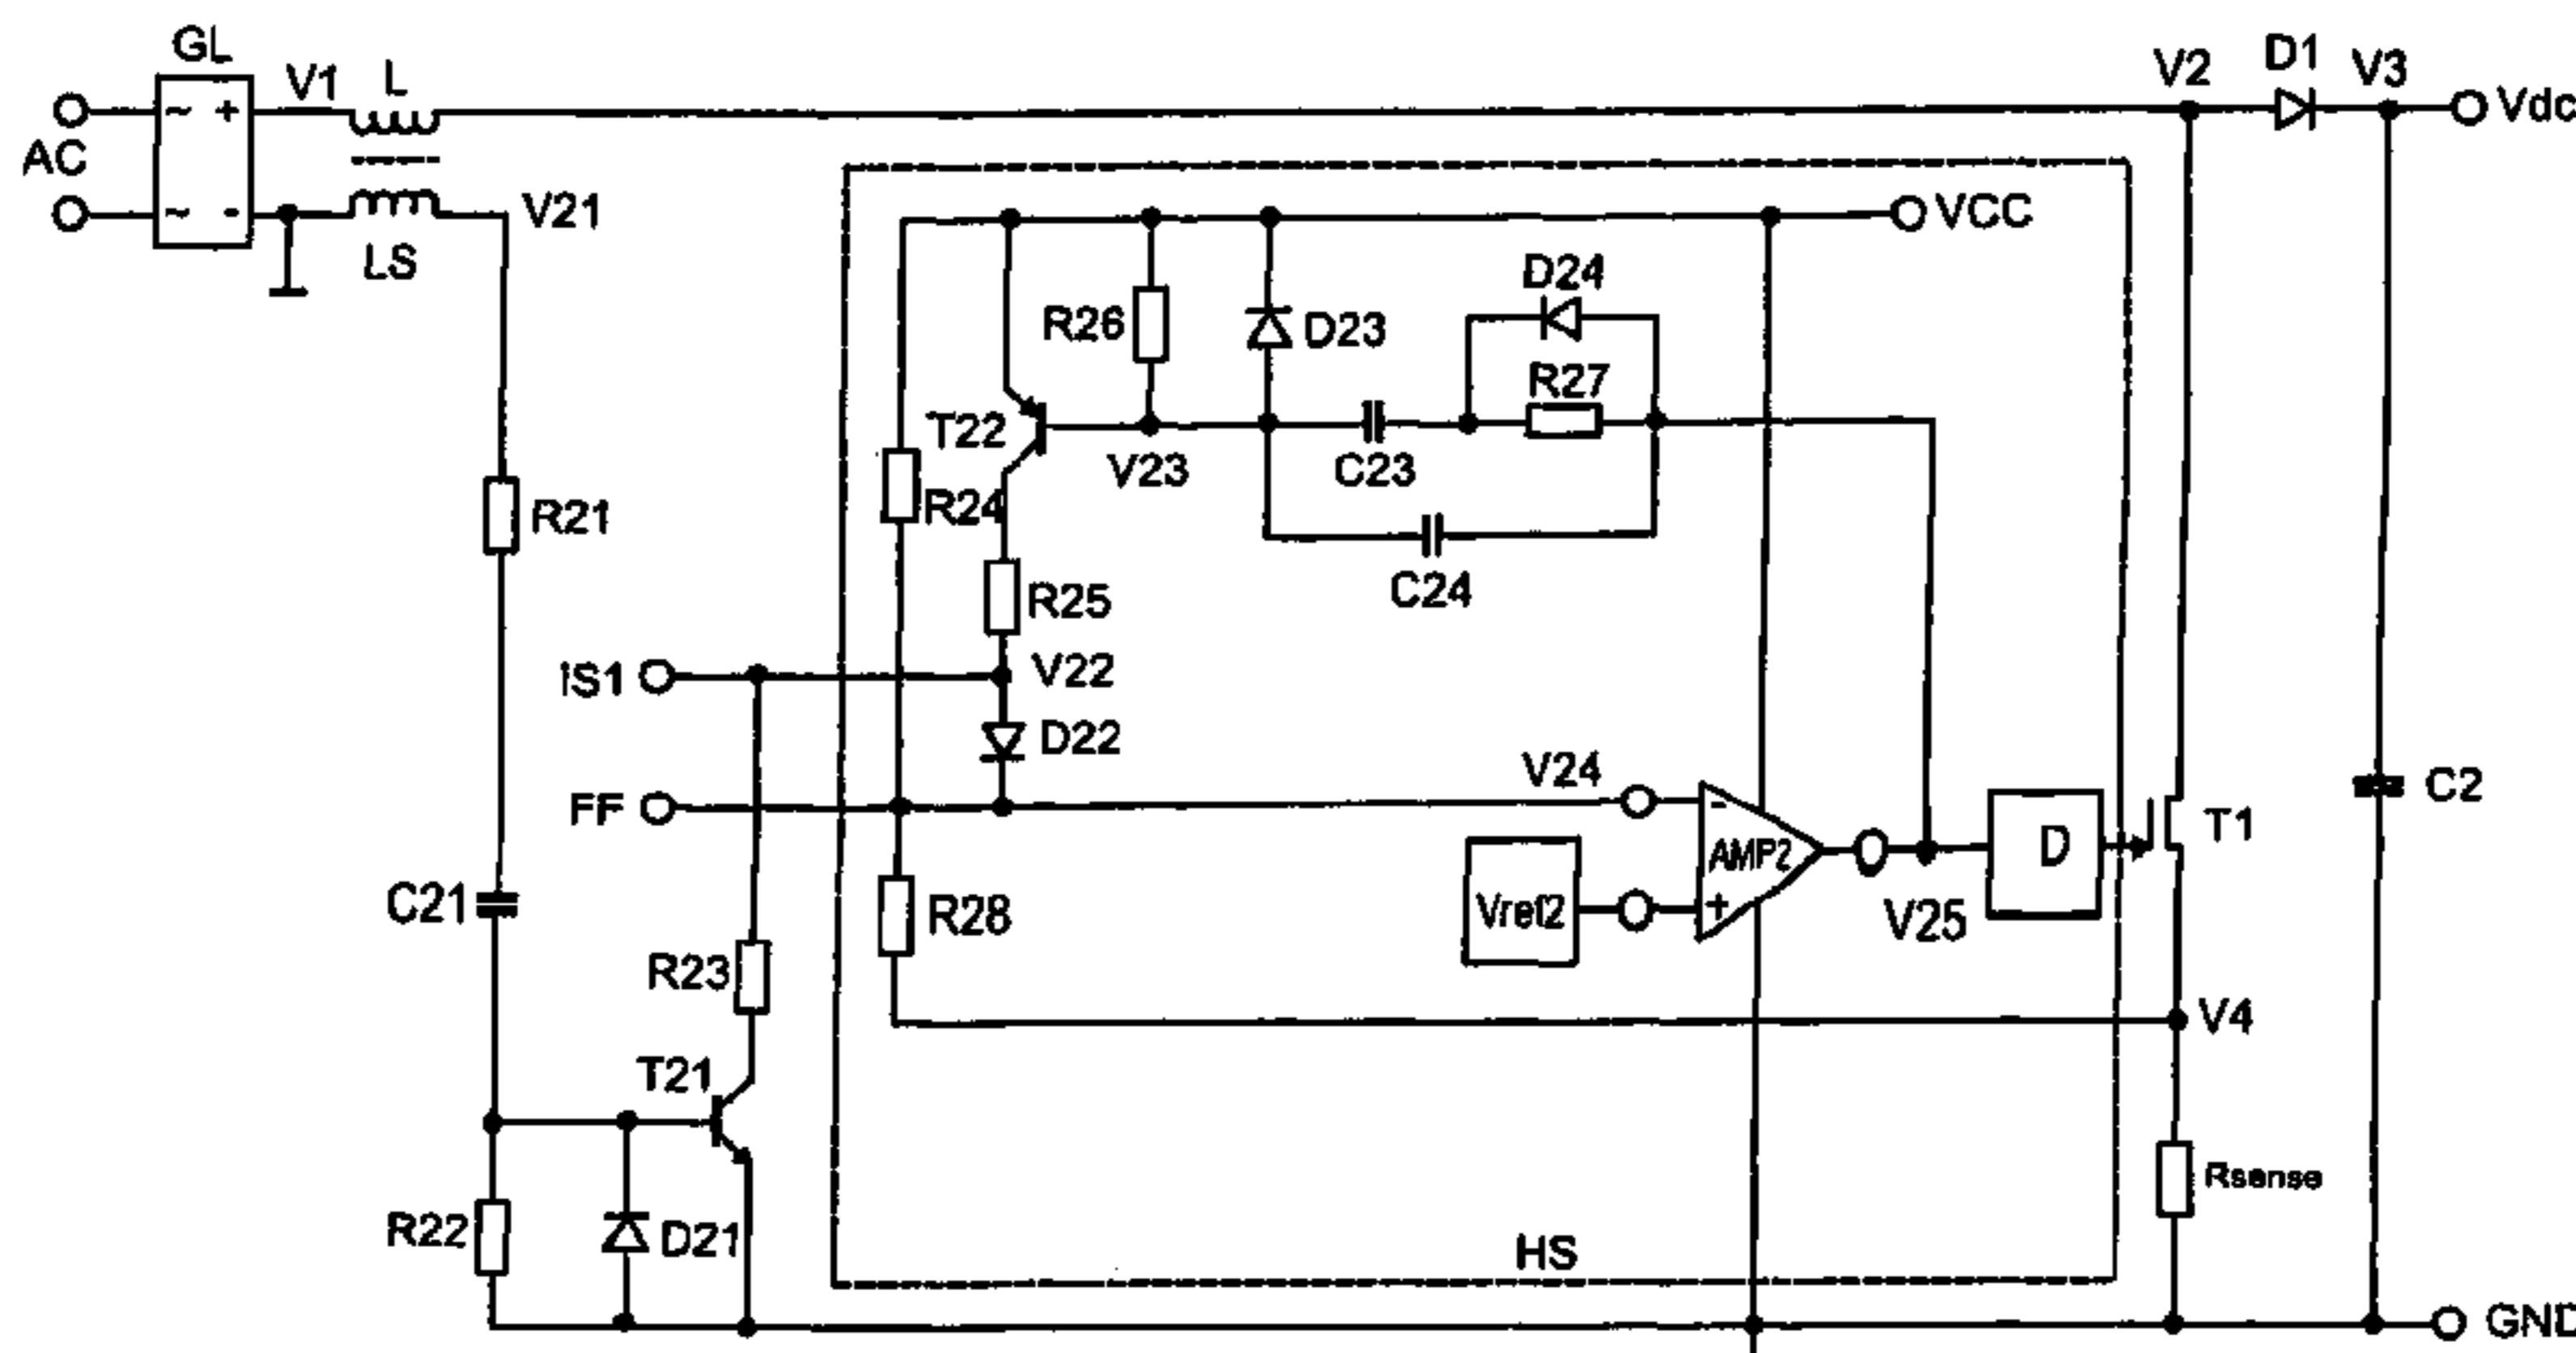 GL
V1
L
V2
D1
V3
~
+
Vdc
AC
~
-
V21
LS
VCC
D24
R26
D23
R27
T22
V23
C23
R24
R21
C24
R25
IS1
V22
D22
V24
FF
-
AMP2
D
T1
C2
C21
R28
Vref2
+
V25
R23
V4
T21
Rsense
R22
D21
HS
GND